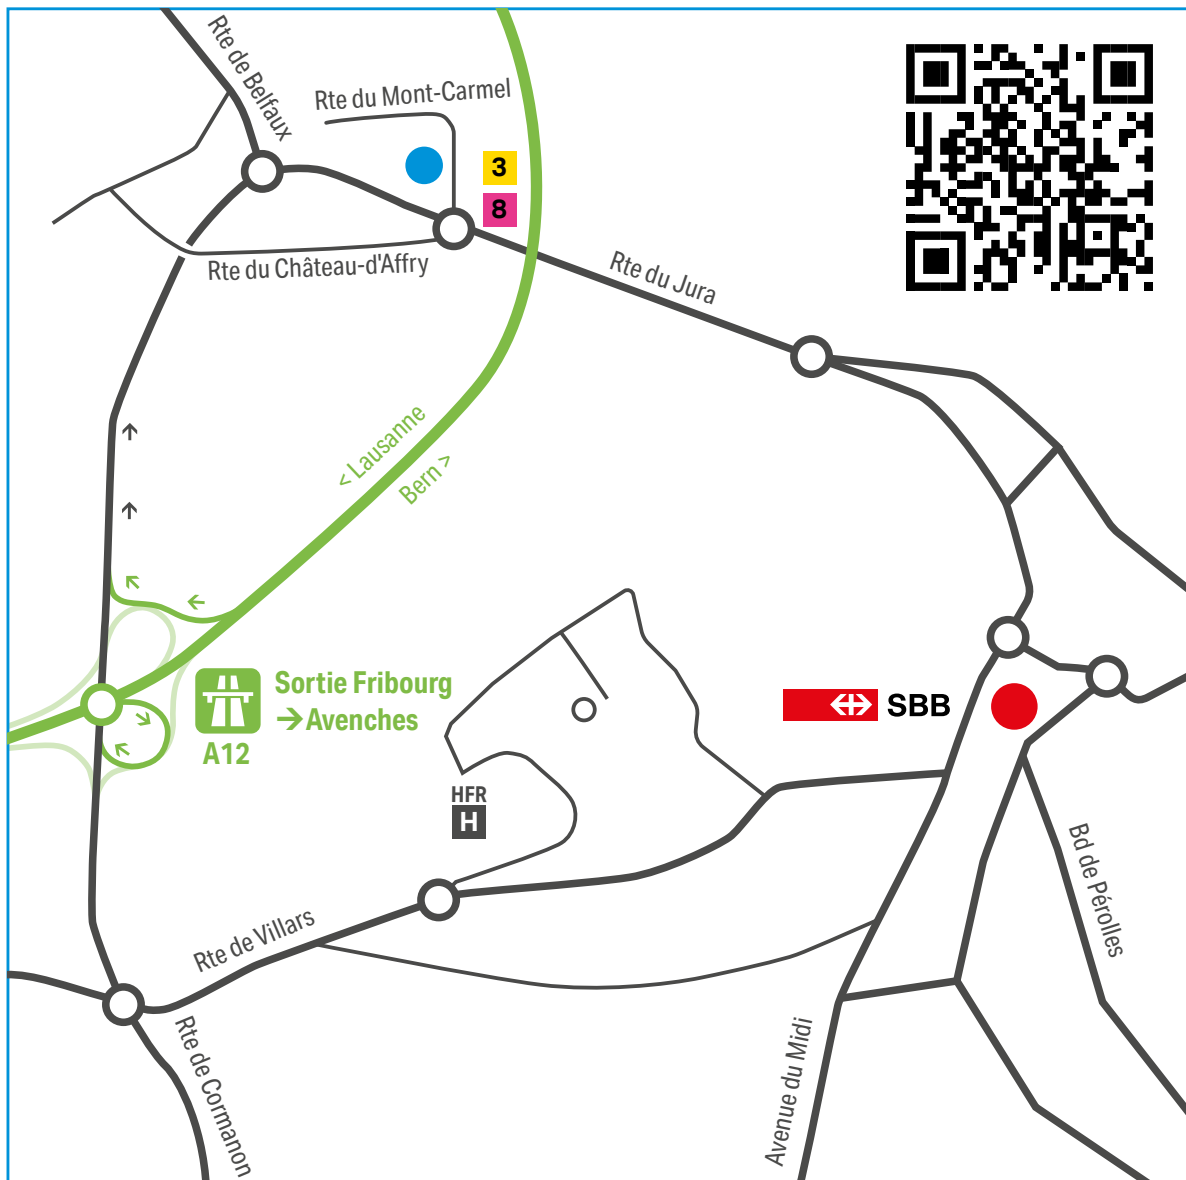 Rte de Belfaux
Rte du Mont-Carmel
3
8
Rte du Château-d'Affry
Rte du Jura
< Lausanne
Bern >
Sortie Fribourg
→ Avenches
A12
SBB
HFR
H
Bd de Pérolles
Rte de Villars
Rte de Cormanon
Avenue du Midi